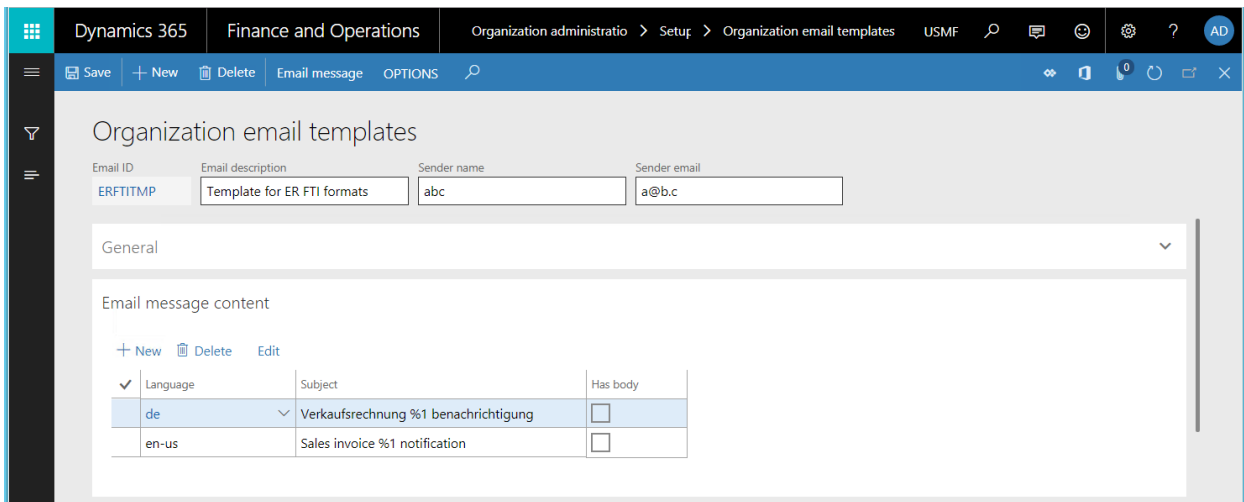 Dynamics 365 Finance and Operations Organization administratio > Setup > Organization email templates USMF ? AD
Save + New Delete Email message OPTIONS 0
Organization email templates
Email ID Email description Sender name Sender email
ERFTITMP Template for ER FTI formats abc a@b.c
General
Email message content
+ New Delete Edit
Language Subject Has body
de Verkaufsrechnung %1 benachrichtigung
en-us Sales invoice %1 notification